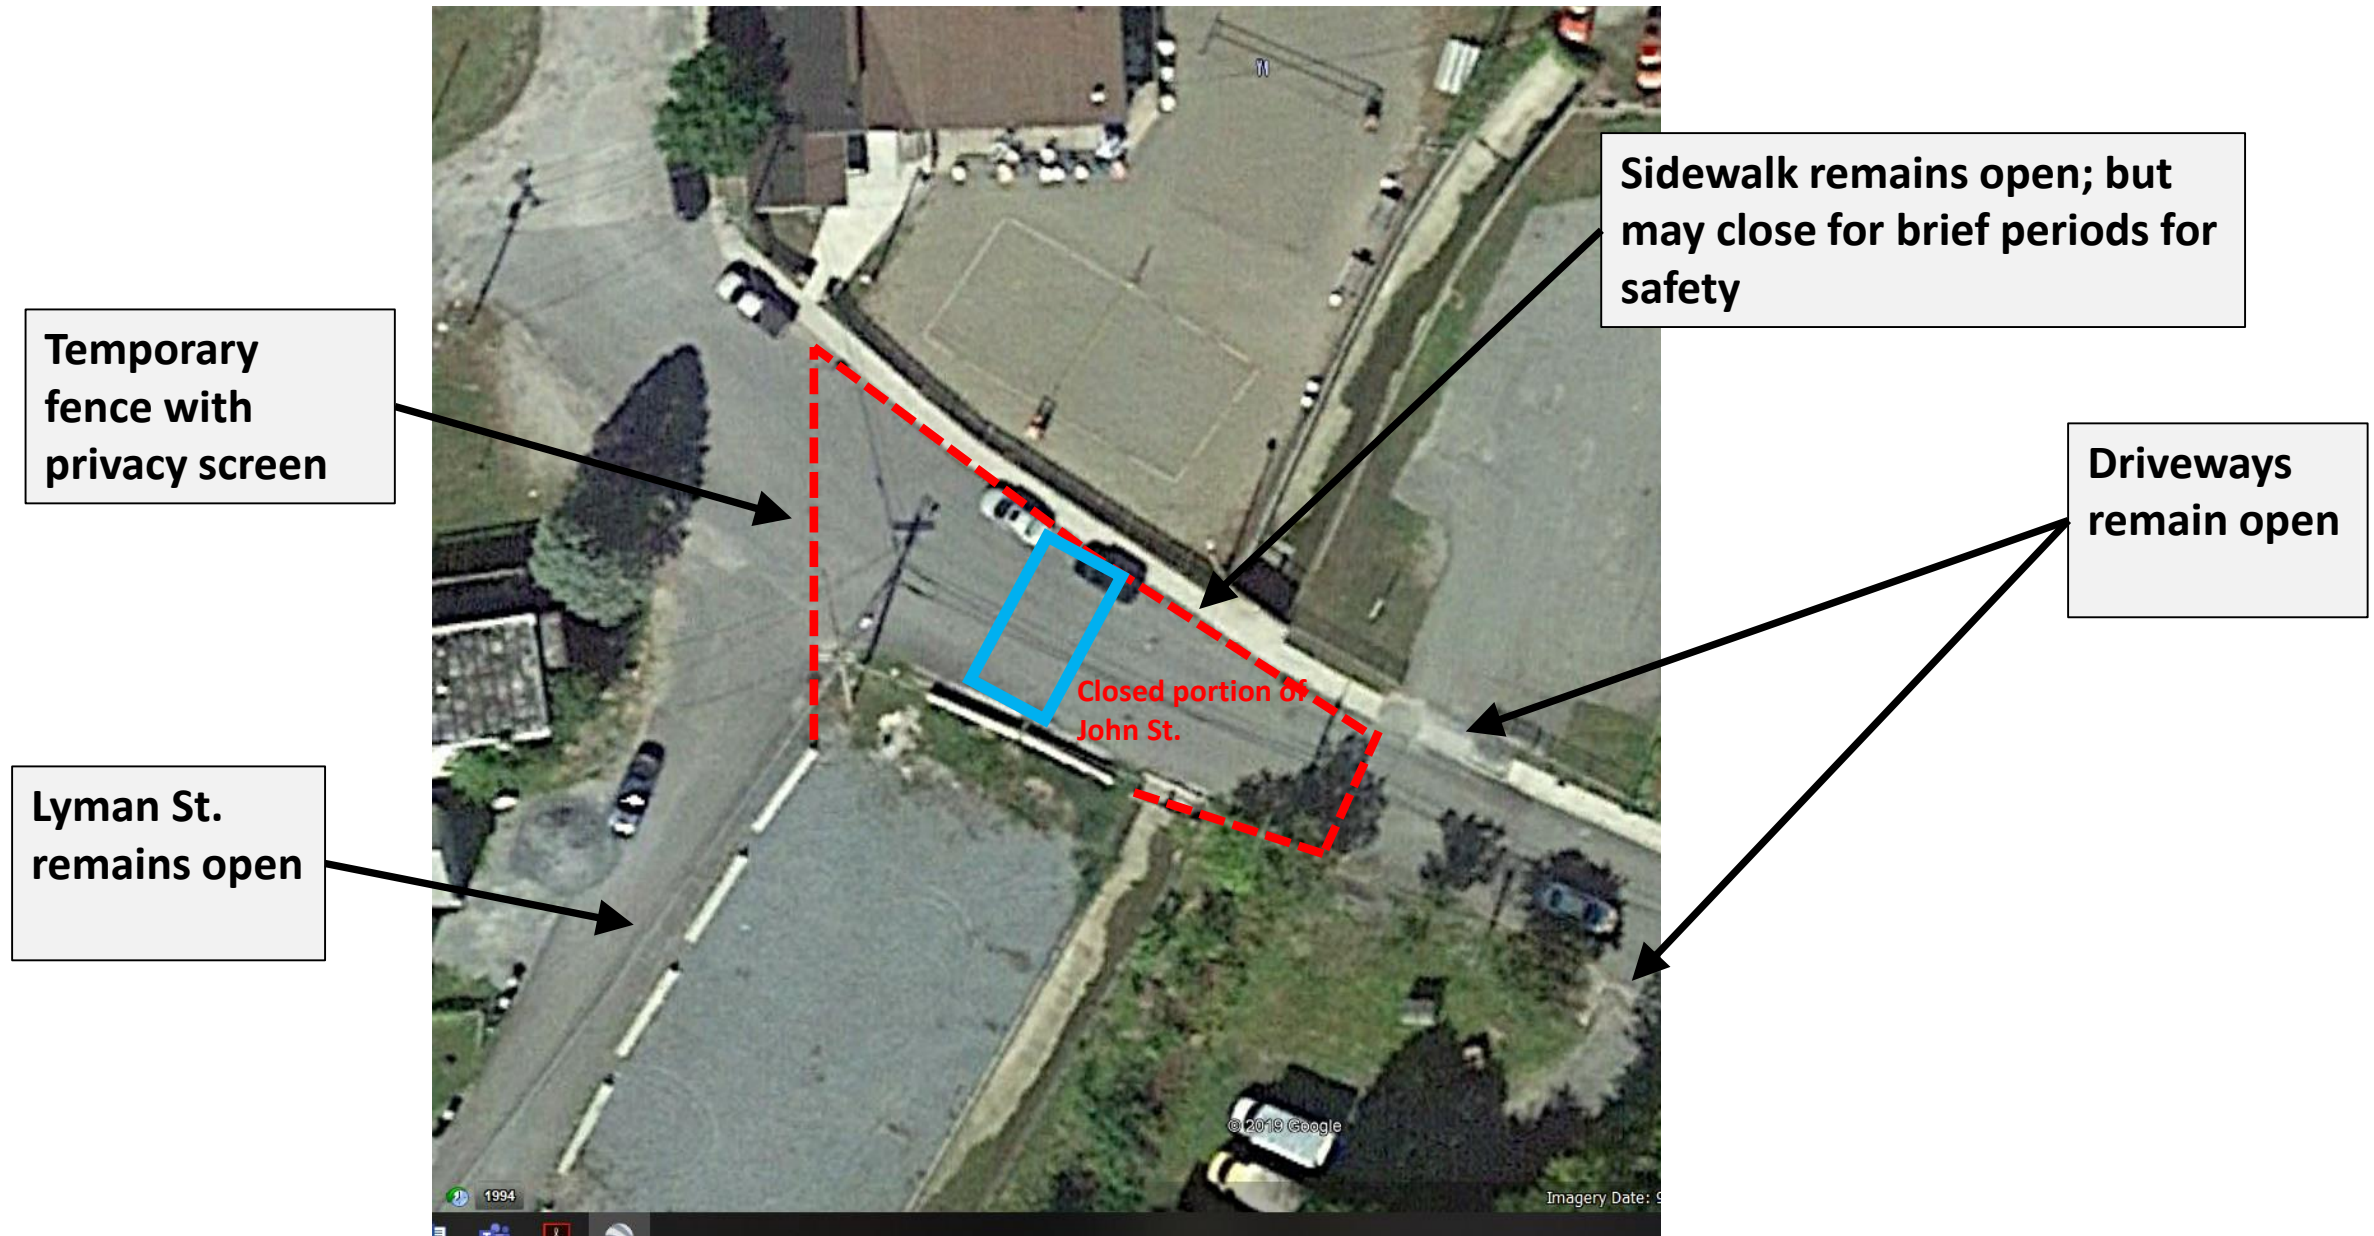 Sidewalk remains open; but
may close for brief periods for
safety
Temporary
fence with
privacy screen
Driveways
remain open
Closed portion of
John St.
Lyman St.
remains open
© 2019 Google
1994
Imagery Date: 9